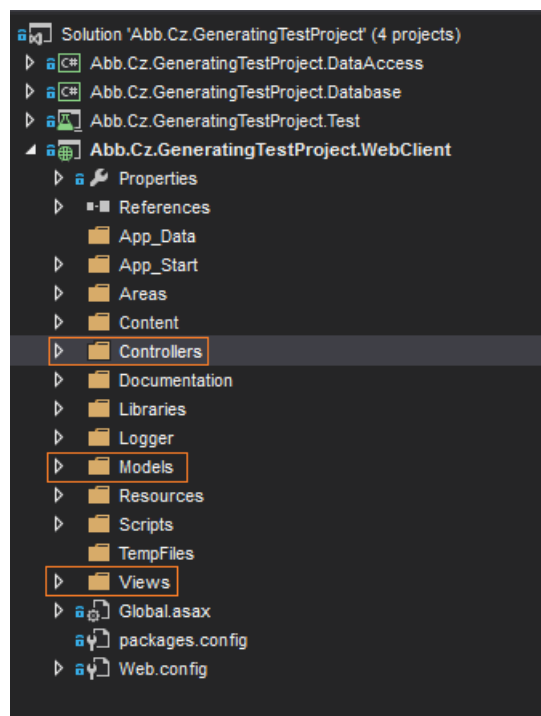 Solution 'Abb.Cz.GeneratingTestProject' (4 projects)
C# Abb.Cz.GeneratingTestProject.DataAccess
C# Abb.Cz.GeneratingTestProject.Database
Abb.Cz.GeneratingTestProject.Test
Abb.Cz.GeneratingTestProject.WebClient
Properties
References
App_Data
App_Start
Areas
Content
Controllers
Documentation
Libraries
Logger
Models
Resources
Scripts
TempFiles
Views
Global.asax
packages.config
Web.config